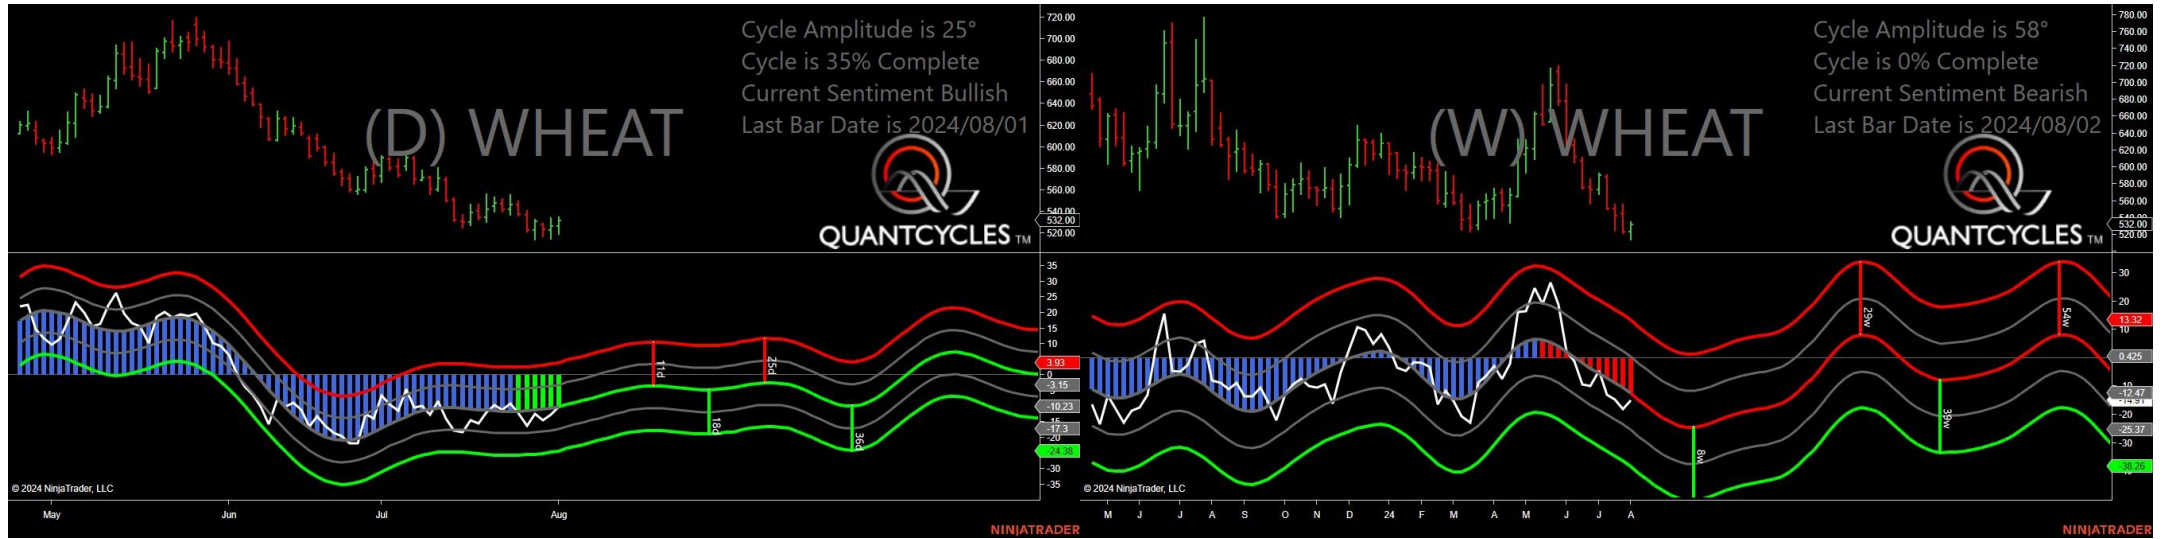 Cycle Amplitude is 25°
Cycle is 35% Complete
Current Sentiment Bullish
Last Bar Date is 2024/08/01
(D) WHEAT
QUANTCYCLES TM
720.00
700.00
680.00
660.00
640.00
620.00
600.00
580.00
560.00
540.00
532.00
520.00
35
30
25
20
15
10
3.93
0
-3.15
-10.23
-17.3
-20
-24.38
-30
-35
11d
18d
25d
36d
© 2024 NinjaTrader, LLC
May Jun Jul Aug
NINJATRADER
Cycle Amplitude is 58°
Cycle is 0% Complete
Current Sentiment Bearish
Last Bar Date is 2024/08/02
(W) WHEAT
QUANTCYCLES TM
780.00
760.00
740.00
720.00
700.00
680.00
660.00
640.00
620.00
600.00
580.00
560.00
532.00
520.00
30
20
13.32
10
0.425
-12.47
-14.91
-20
-25.37
-30
-38.26
8w
29w
39w
54w
© 2024 NinjaTrader, LLC
M J J A S O N D 24 F M A M J J A
NINJATRADER